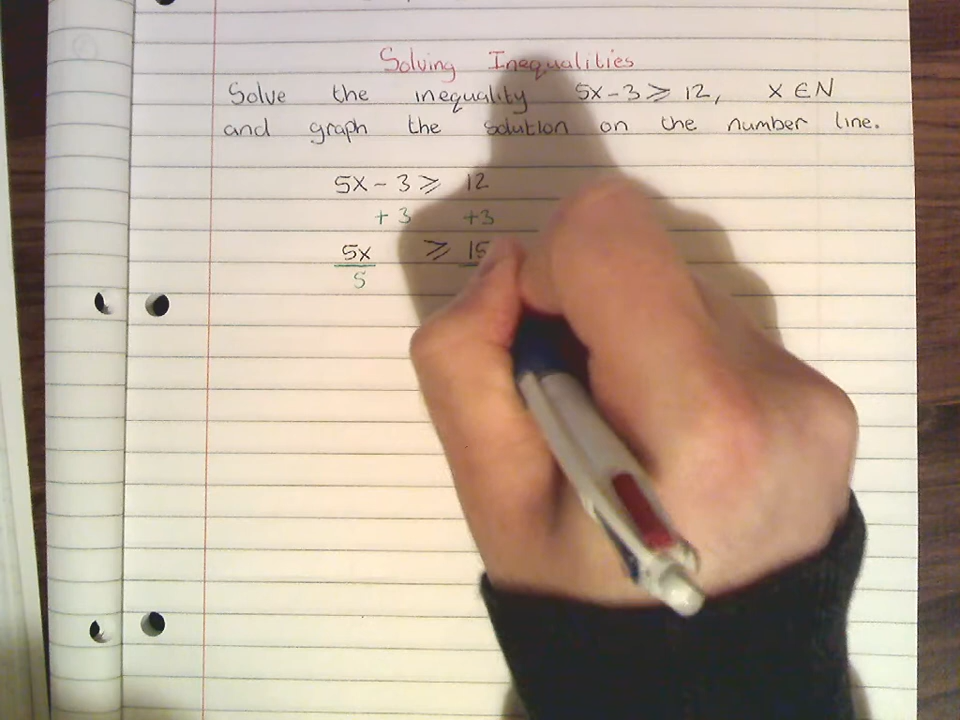 Solving Inequalities
Solve the inequality 5x-3 ≥ 12, x ∈ N
and graph the solution on the number line.
5x - 3 ≥ 12
+ 3 +3
5x ≥ 15
5